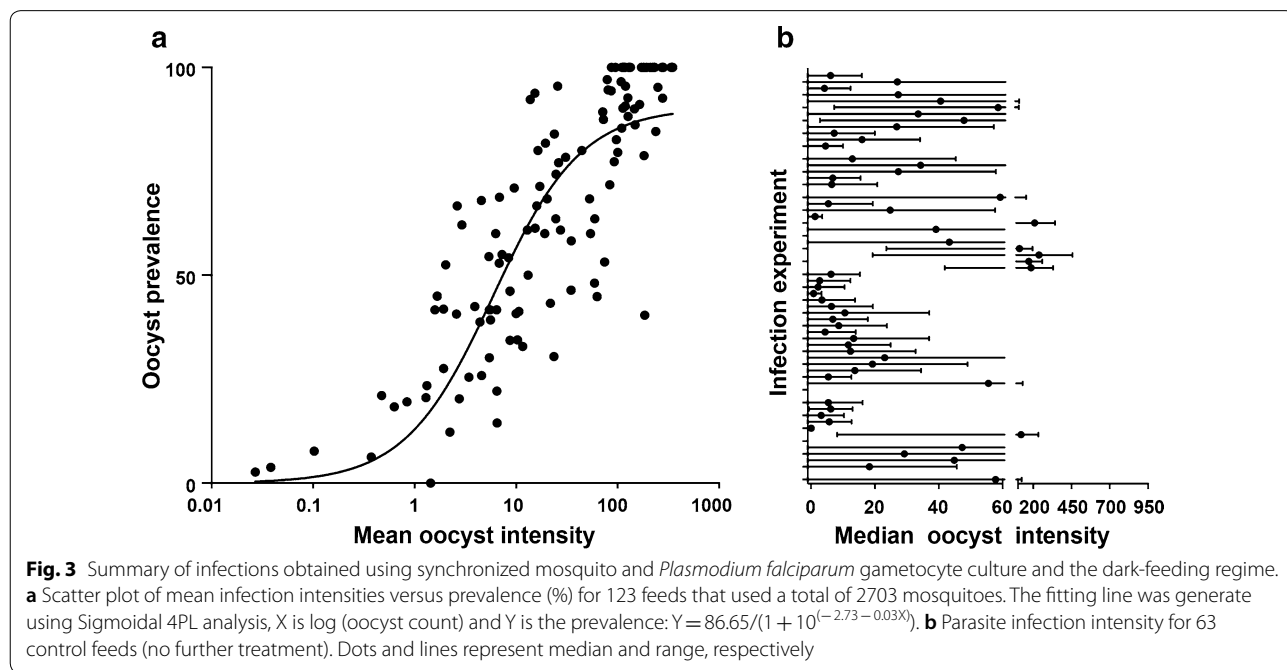 a
100
50
0
Oocyst prevalence
0.01 0.1 1 10 100 1000
Mean oocyst intensity
b
Infection experiment
0 20 40 60 200 450 700 950
Median oocyst intensity
Fig. 3 Summary of infections obtained using synchronized mosquito and Plasmodium falciparum gametocyte culture and the dark-feeding regime.
a Scatter plot of mean infection intensities versus prevalence (%) for 123 feeds that used a total of 2703 mosquitoes. The fitting line was generate
using Sigmoidal 4PL analysis, X is log (oocyst count) and Y is the prevalence: Y = 86.65/(1 + 10^(− 2.73 − 0.03X)). b Parasite infection intensity for 63
control feeds (no further treatment). Dots and lines represent median and range, respectively